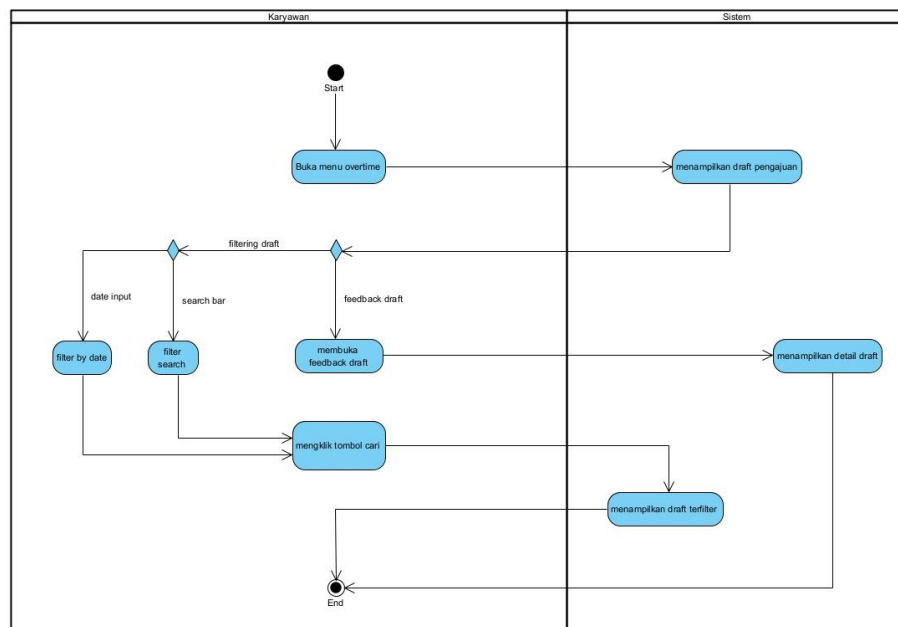 Karyawan
Sistem
Start
Buka menu overtime
menampilkan draft pengajuan
filtering draft
date input
search bar
feedback draft
filter by date
filter
search
membuka
feedback draft
menampilkan detail draft
mengklik tombol cari
menampilkan draft terfilter
End